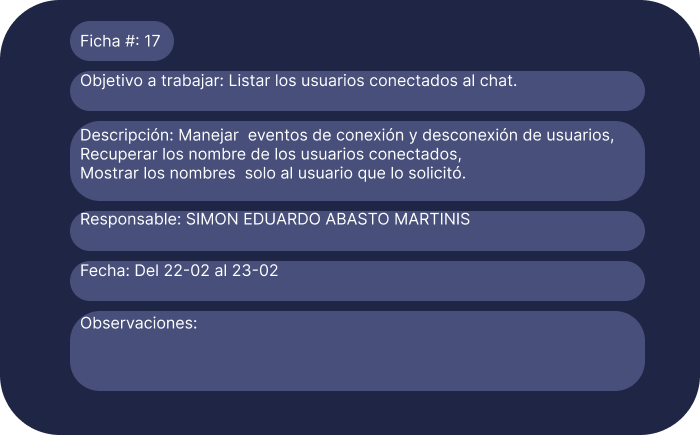 Ficha #: 17
Objetivo a trabajar: Listar los usuarios conectados al chat.
Descripción: Manejar  eventos de conexión y desconexión de usuarios,
Recuperar los nombre de los usuarios conectados,
Mostrar los nombres  solo al usuario que lo solicitó.
Responsable: SIMON EDUARDO ABASTO MARTINIS
Fecha: Del 22-02 al 23-02
Observaciones: